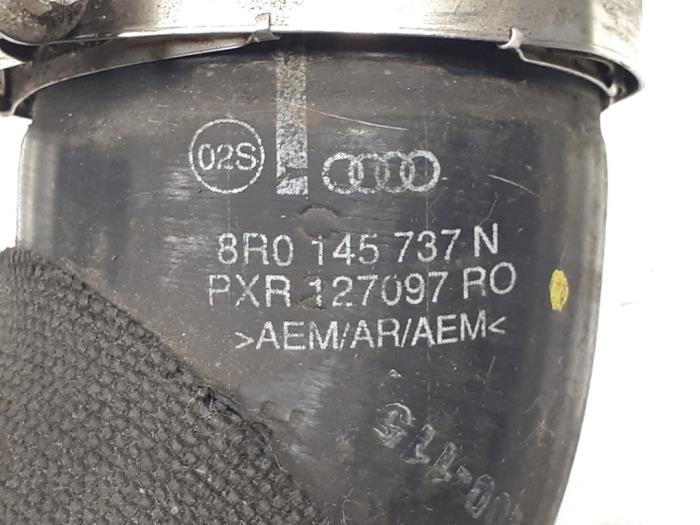 02S
8R0 145 737 N
PXR 127097 RO
>AEM/AR/AEM<